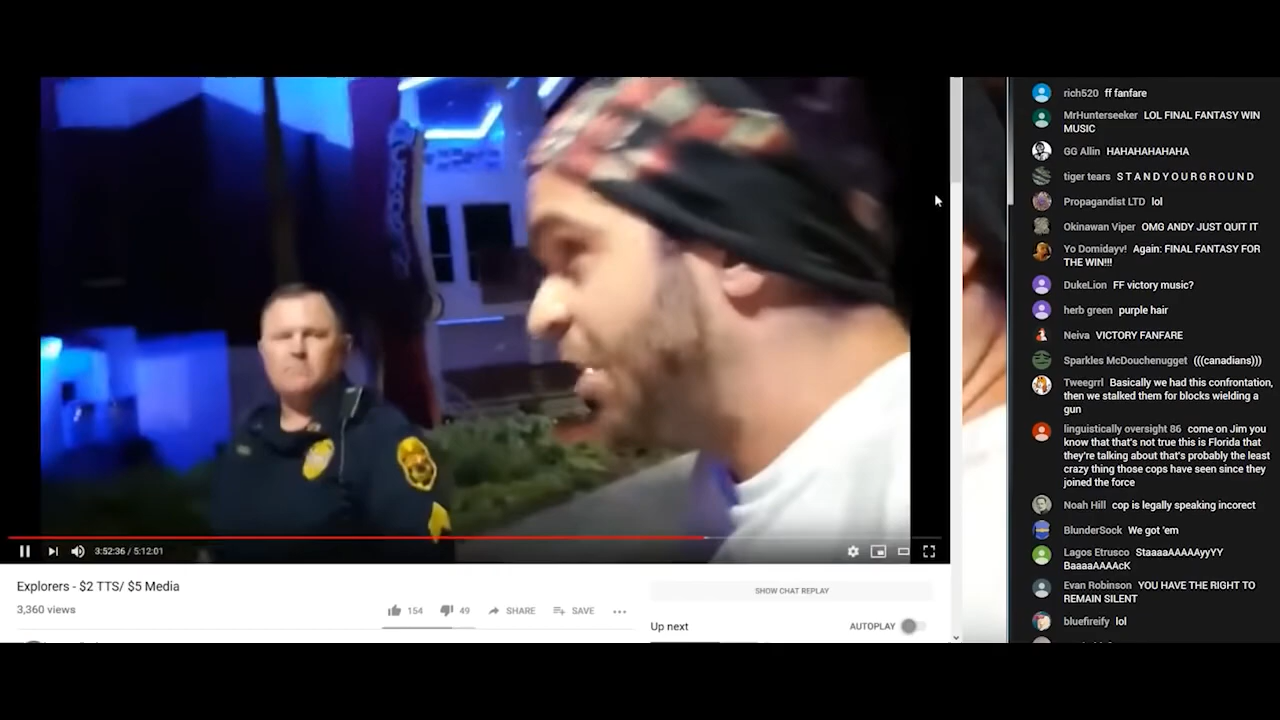 rich520 ff fanfare
MrHunterseeker LOL FINAL FANTASY WIN
MUSIC
GG Allin HAHAHAHAHAHA
tiger tears S T A N D Y O U R G R O U N D
Propagandist LTD lol
Okinawan Viper OMG ANDY JUST QUIT IT
Yo Domidayv! Again: FINAL FANTASY FOR
THE WIN!!!
DukeLion FF victory music?
herb green purple hair
Neiva VICTORY FANFARE
Sparkles McDouchenugget (((canadians)))
Tweegrrl Basically we had this confrontation,
then we stalked them for blocks wielding a
gun
linguistically oversight 86 come on Jim you
know that that's not true this is Florida that
they're talking about that's probably the least
crazy thing those cops have seen since they
joined the force
Noah Hill cop is legally speaking incorect
BlunderSock We got 'em
Lagos Etrusco StaaaaAAAAAyyYY
BaaaaAAAAcK
Evan Robinson YOU HAVE THE RIGHT TO
REMAIN SILENT
bluefireify lol
3:52:36 / 5:12:01
Explorers - $2 TTS/ $5 Media
3,360 views
154 49 SHARE SAVE
SHOW CHAT REPLAY
Up next AUTOPLAY